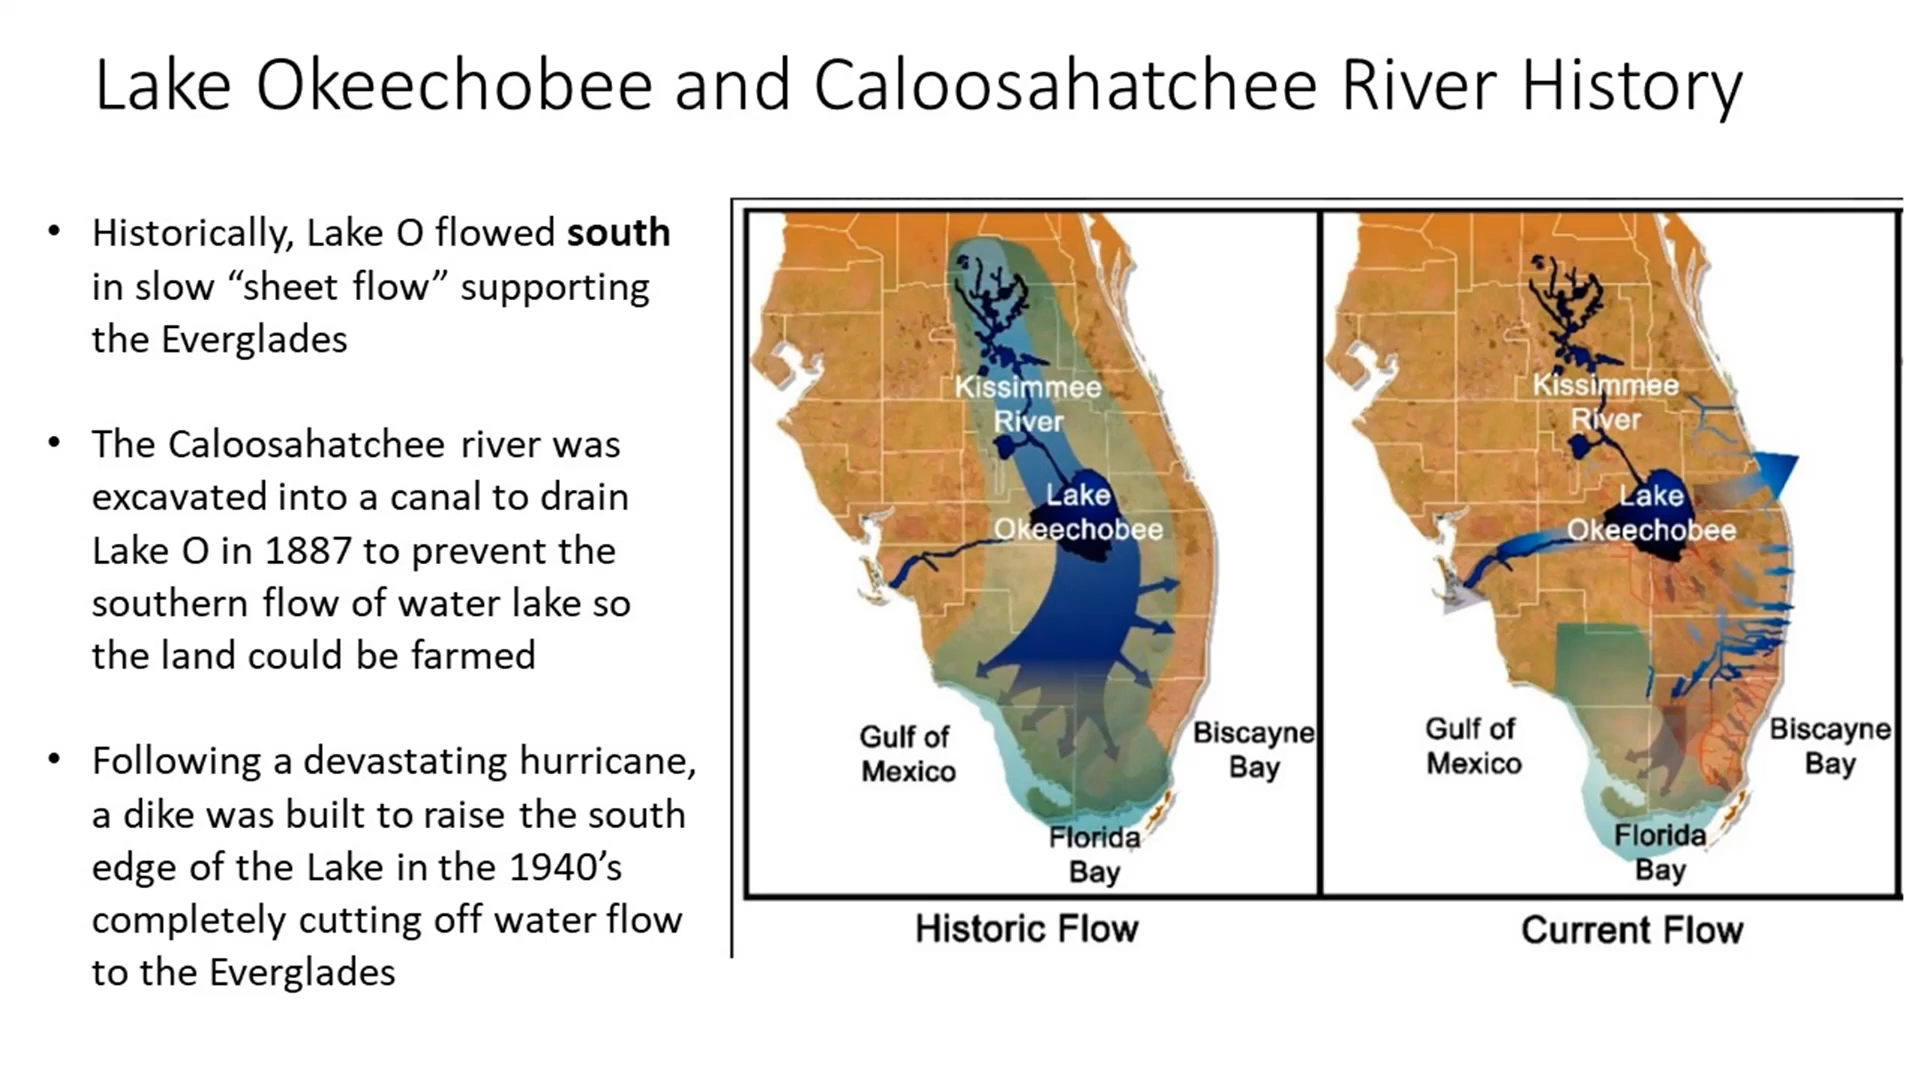 Lake Okeechobee and Caloosahatchee River History
• Historically, Lake O flowed south
in slow “sheet flow” supporting
the Everglades
• The Caloosahatchee river was
excavated into a canal to drain
Lake O in 1887 to prevent the
southern flow of water lake so
the land could be farmed
• Following a devastating hurricane,
a dike was built to raise the south
edge of the Lake in the 1940’s
completely cutting off water flow
to the Everglades
Kissimmee
River
Lake
Okeechobee
Gulf of
Mexico
Biscayne
Bay
Florida
Bay
Historic Flow
Kissimmee
River
Lake
Okeechobee
Gulf of
Mexico
Biscayne
Bay
Florida
Bay
Current Flow